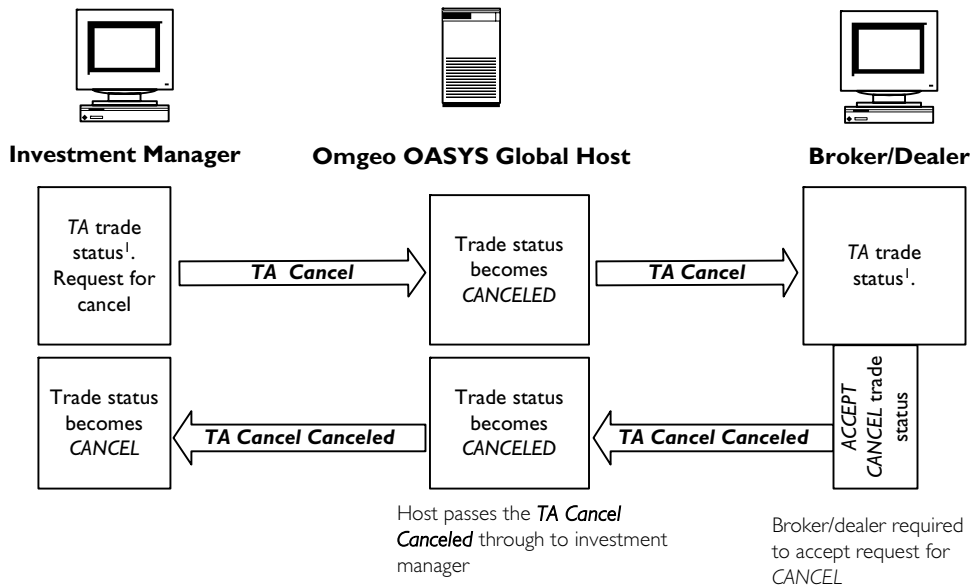 Investment Manager
Omgeo OASYS Global Host
Broker/Dealer
TA trade
status¹.
Request for
cancel
TA Cancel
Trade status
becomes
CANCELED
TA Cancel
TA trade
status¹.
Trade status
becomes
CANCEL
TA Cancel Canceled
Trade status
becomes
CANCELED
TA Cancel Canceled
ACCEPT
CANCEL trade
status
Host passes the TA Cancel
Canceled through to investment
manager
Broker/dealer required
to accept request for
CANCEL